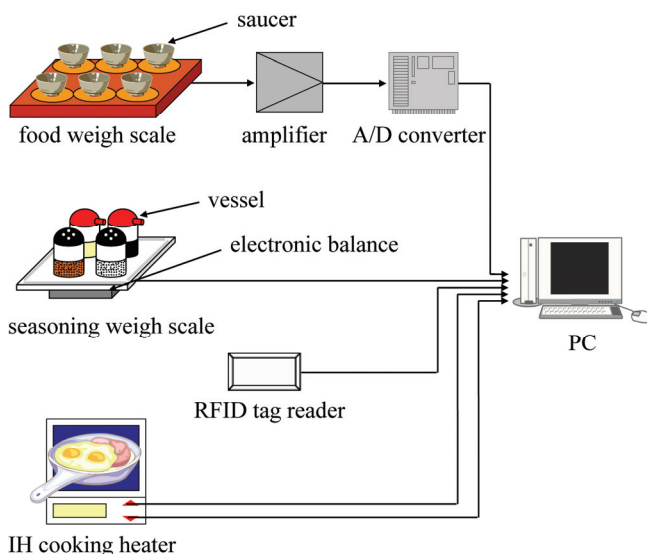 saucer
food weigh scale
amplifier
A/D converter
vessel
electronic balance
seasoning weigh scale
PC
RFID tag reader
IH cooking heater